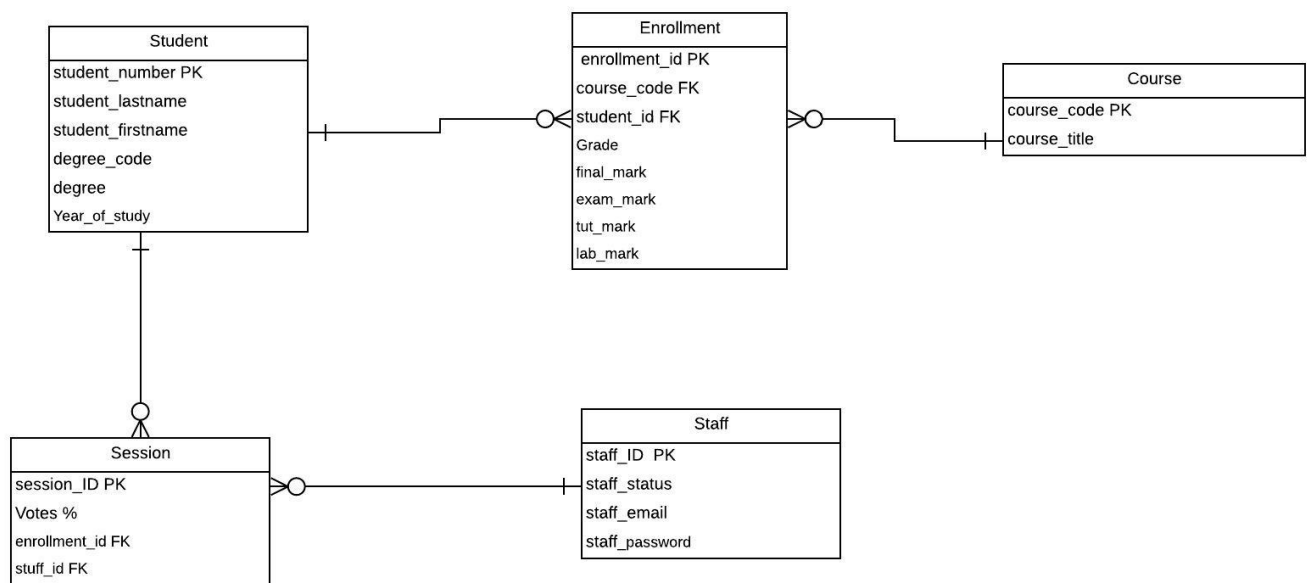 Student
student_number PK
student_lastname
student_firstname
degree_code
degree
Year_of_study
Enrollment
enrollment_id PK
course_code FK
student_id FK
Grade
final_mark
exam_mark
tut_mark
lab_mark
Course
course_code PK
course_title
Session
session_ID PK
Votes %
enrollment_id FK
stuff_id FK
Staff
staff_ID PK
staff_status
staff_email
staff_password